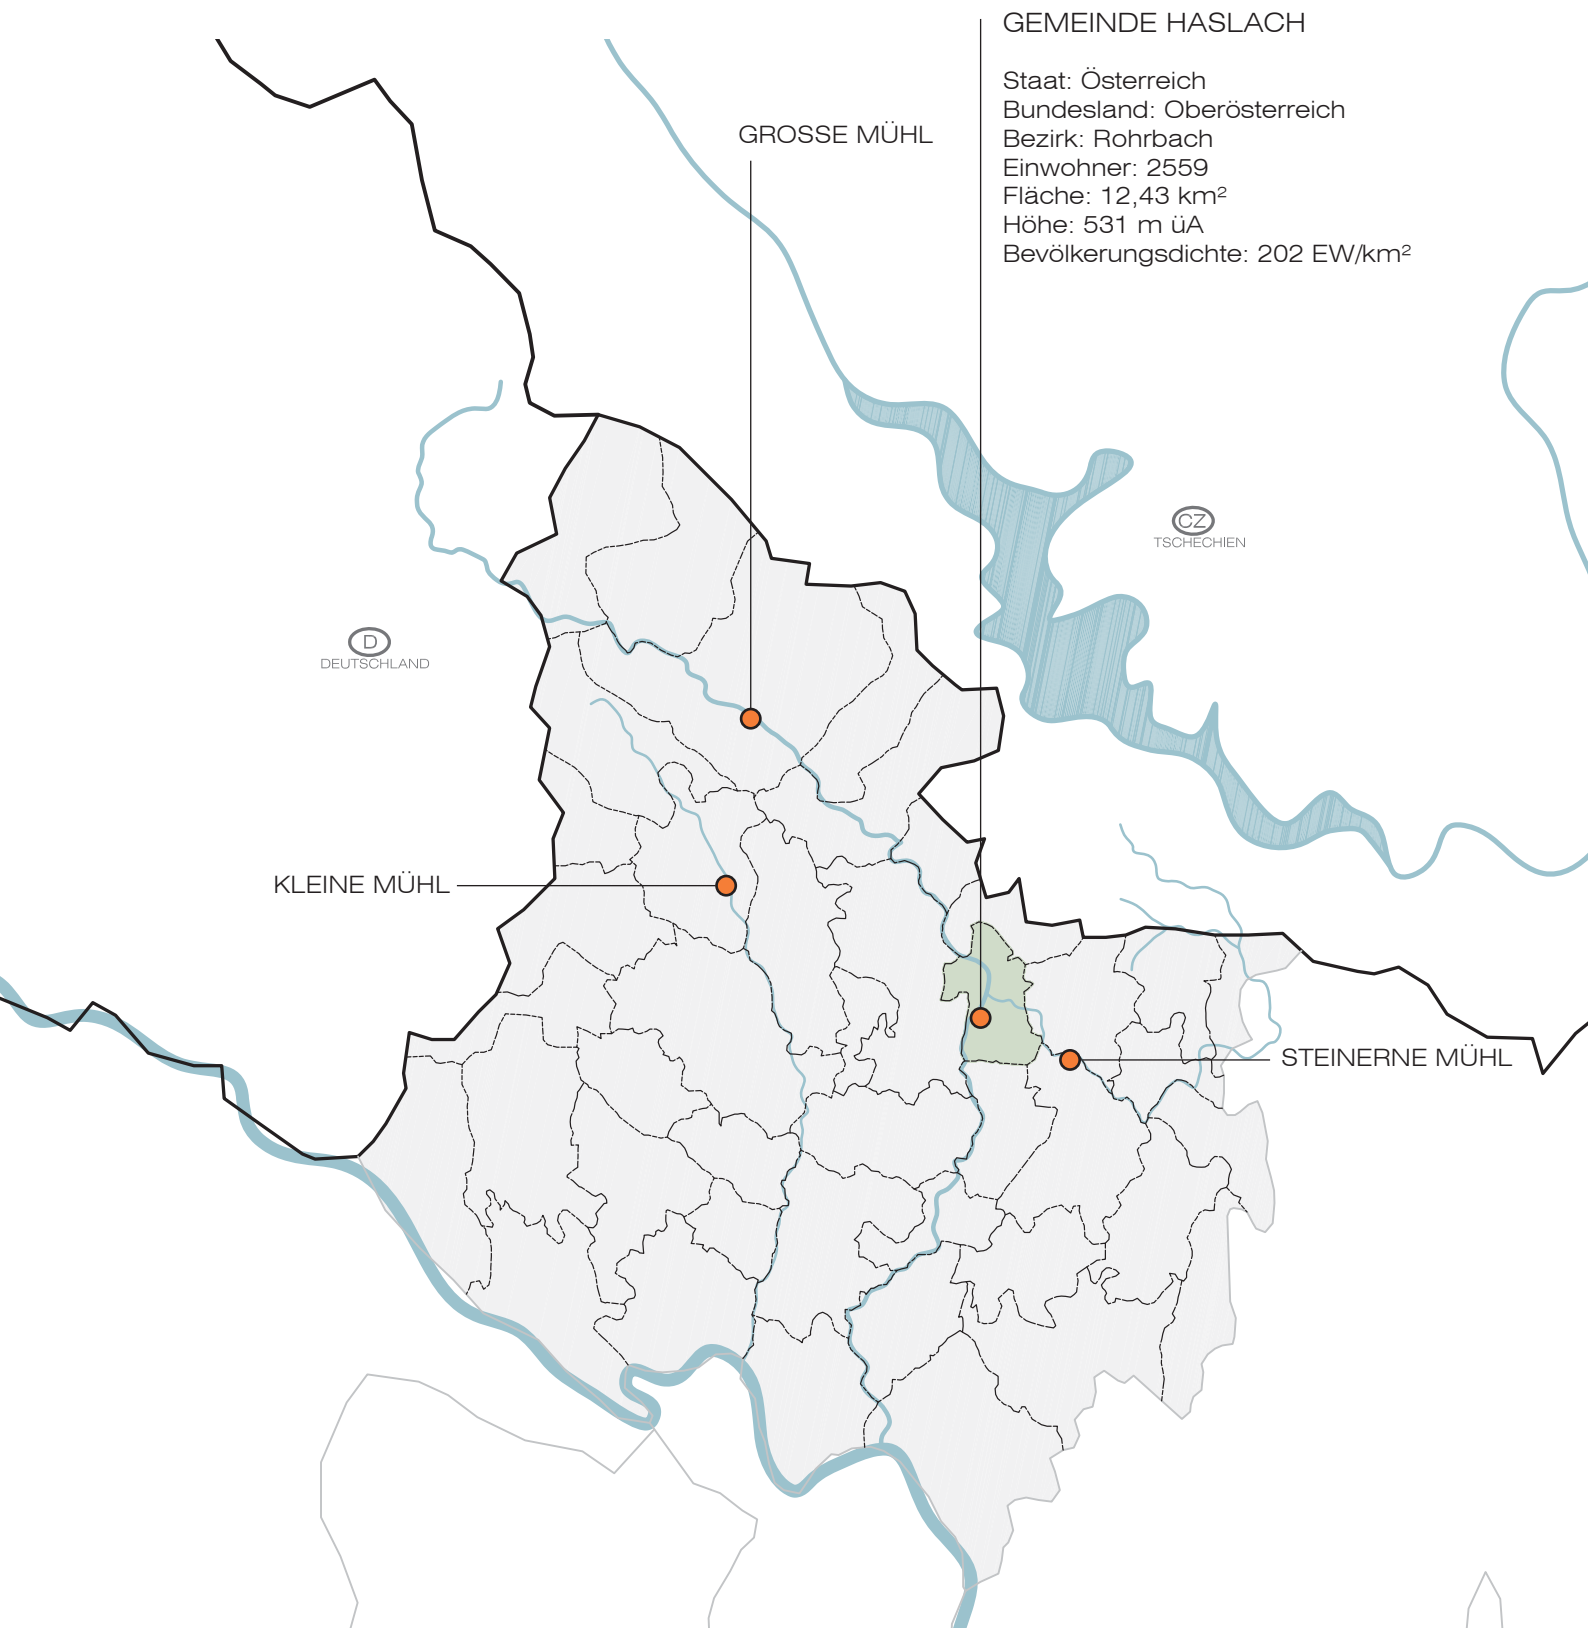 GEMEINDE HASLACH
Staat: Österreich
Bundesland: Oberösterreich
Bezirk: Rohrbach
Einwohner: 2559
Fläche: 12,43 km²
Höhe: 531 m üA
Bevölkerungsdichte: 202 EW/km²
GROSSE MÜHL
CZ
TSCHECHIEN
D
DEUTSCHLAND
KLEINE MÜHL
STEINERNE MÜHL